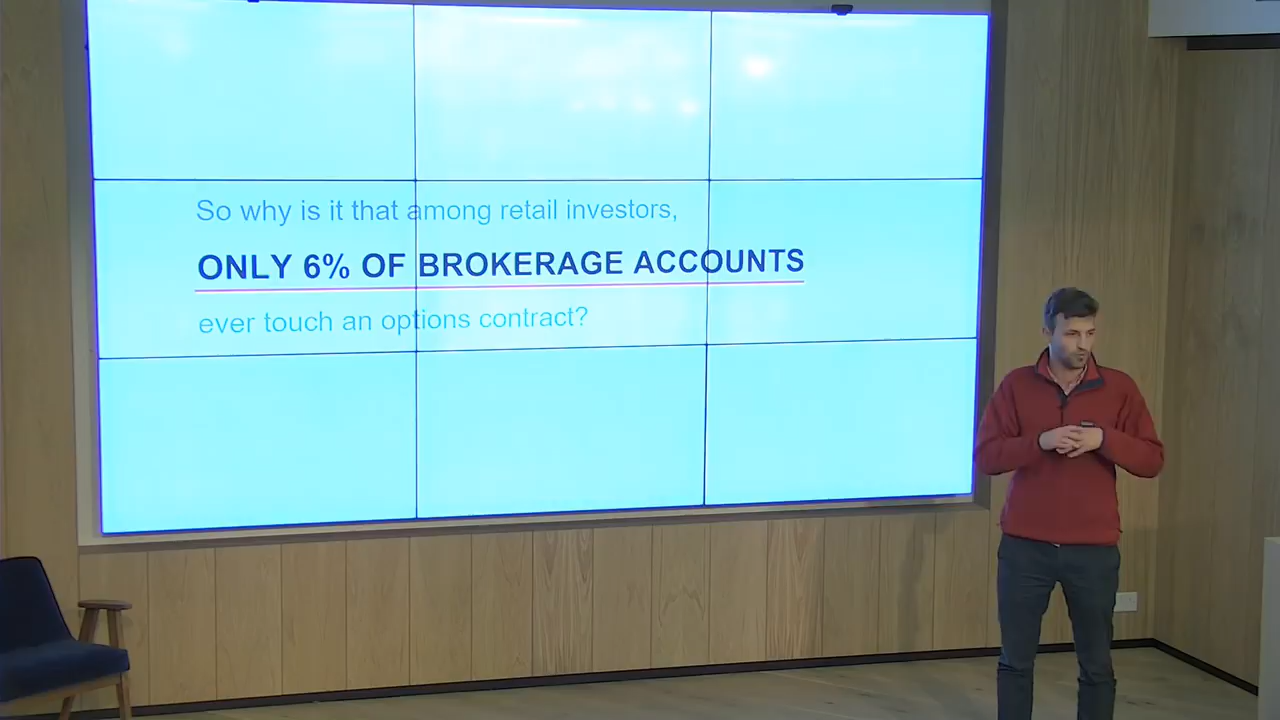 So why is it that among retail investors,
ONLY 6% OF BROKERAGE ACCOUNTS
ever touch an options contract?